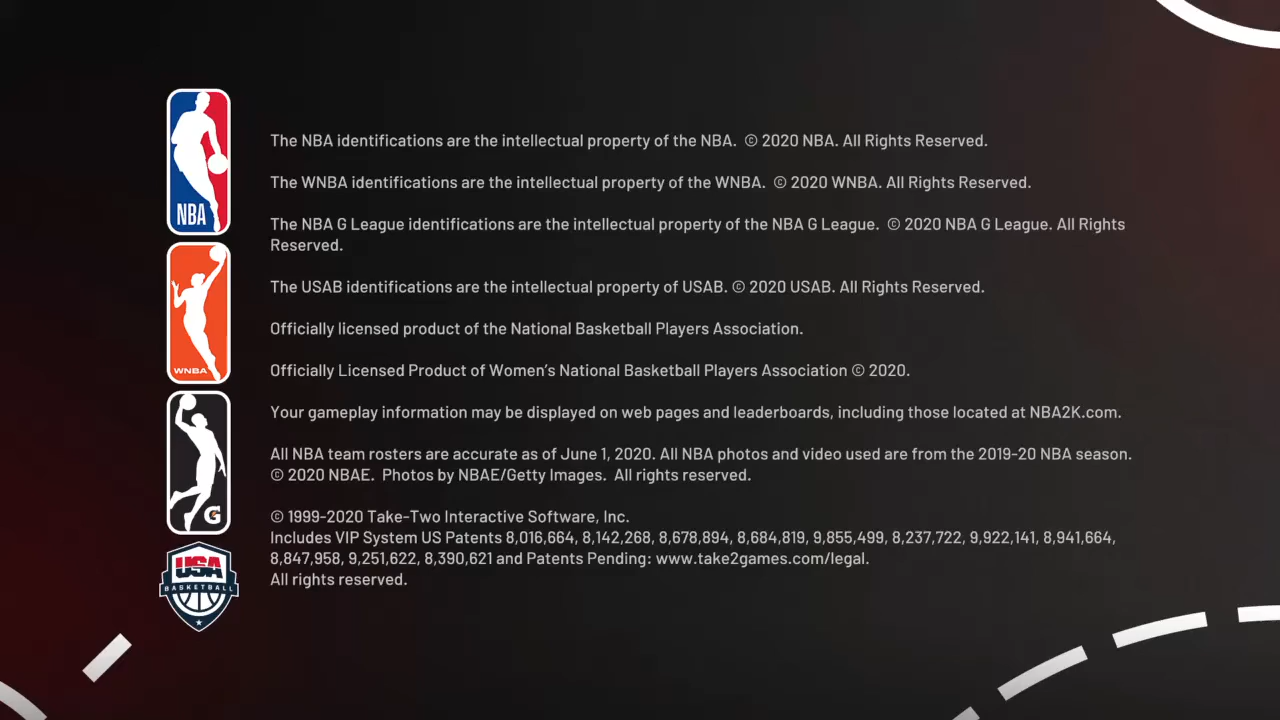 NBA
The NBA identifications are the intellectual property of the NBA.  © 2020 NBA. All Rights Reserved.
The WNBA identifications are the intellectual property of the WNBA.  © 2020 WNBA. All Rights Reserved.
The NBA G League identifications are the intellectual property of the NBA G League.  © 2020 NBA G League. All Rights
Reserved.
WNBA
The USAB identifications are the intellectual property of USAB. © 2020 USAB. All Rights Reserved.
Officially licensed product of the National Basketball Players Association.
Officially Licensed Product of Women's National Basketball Players Association © 2020.
Your gameplay information may be displayed on web pages and leaderboards, including those located at NBA2K.com.
All NBA team rosters are accurate as of June 1, 2020. All NBA photos and video used are from the 2019-20 NBA season.
© 2020 NBAE.  Photos by NBAE/Getty Images.  All rights reserved.
G
© 1999-2020 Take-Two Interactive Software, Inc.
Includes VIP System US Patents 8,016,664, 8,142,268, 8,678,894, 8,684,819, 9,855,499, 8,237,722, 9,922,141, 8,941,664,
8,847,958, 9,251,622, 8,390,621 and Patents Pending: www.take2games.com/legal.
All rights reserved.
USA
BASKETBALL